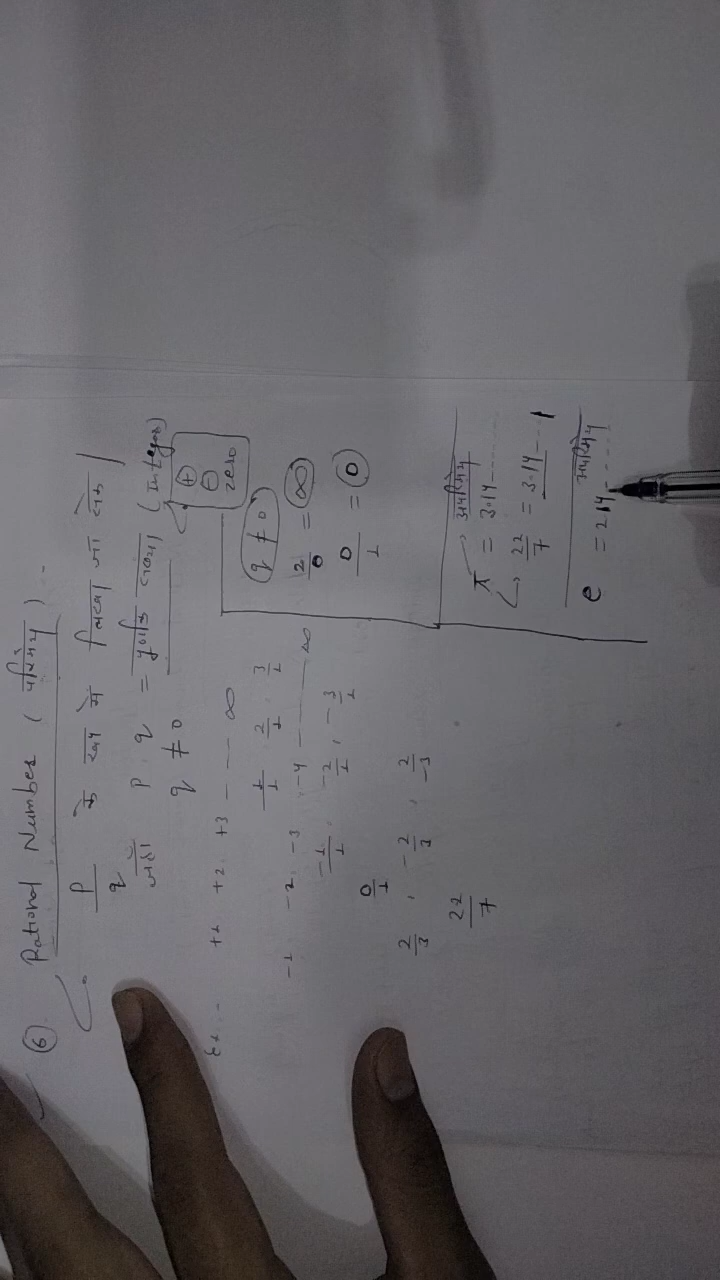 6. Rational Number (परिमेय) :-
p/q के रूप में लिखा जा सके |
जहाँ p, q = पूर्णांक संख्या (Integer)
q ≠ 0
+
-
zero
Ex.- +1 +2, +3 - - - - ∞
1/1 2/1, 3/1
-1 -2, -3, -4 ------ ∞
-1/1, -2/1, -3/1
0/1
2/3, -2/3, 2/-3
22/7
q ≠ 0
2/0 = ∞
0/1 = 0
π → अपरिमेय
= 3.14.......
→ 22/7 = 3.14...
e अपरिमेय
= 2.14......